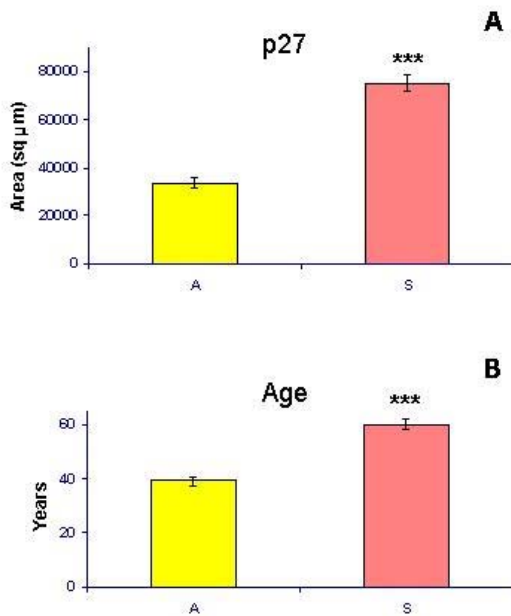 A
p27
***
80000
60000
40000
20000
0
Area (sq µm)
A S
B
Age
***
60
40
20
0
Years
A S